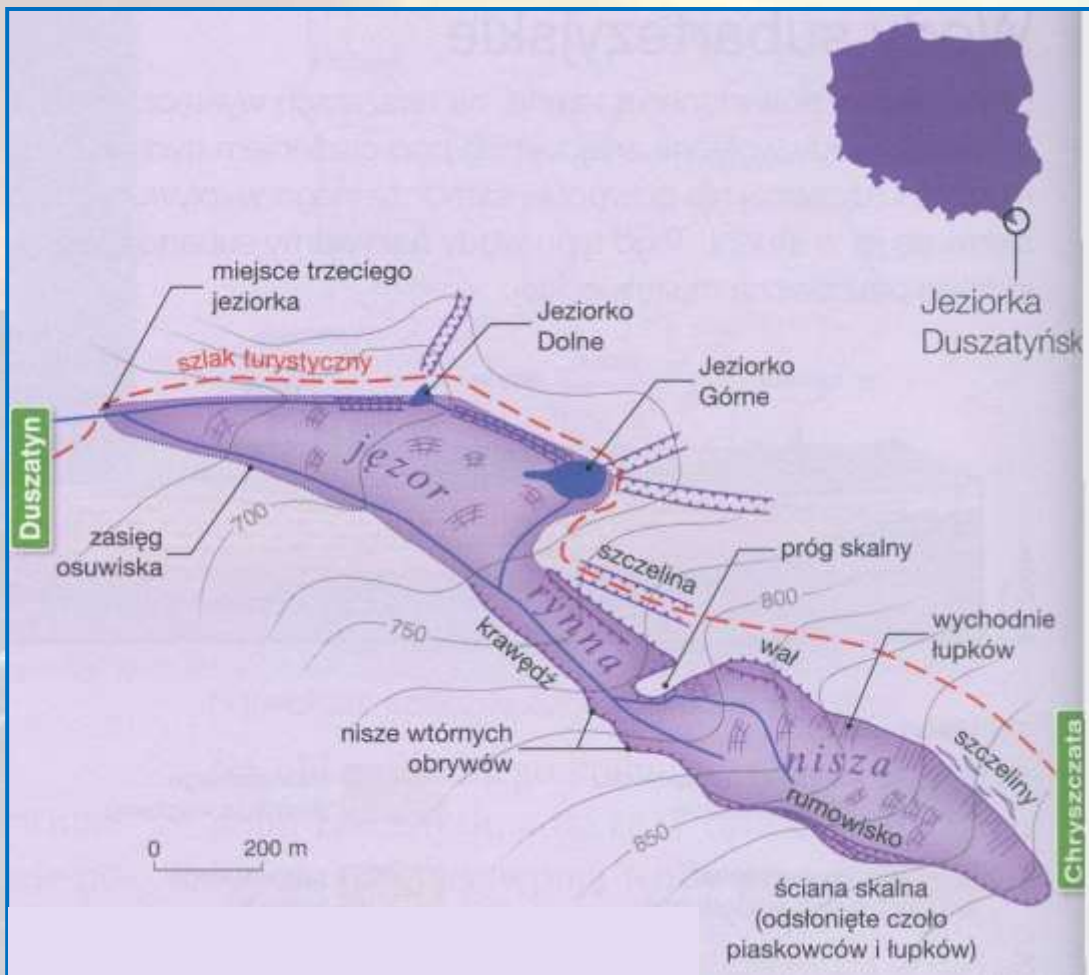 Jeziorka
Duszatyńsk
miejsce trzeciego
jeziorka
Jeziorko
Dolne
szlak turystyczny
Jeziorko
Górne
Duszatyn
jęzor
700
zasięg
osuwiska
szczelina
próg skalny
800
rynna
750
krawędź
wał
wychodnie
łupków
nisze wtórnych
obrywów
nisza
szczeliny
rumowisko
Chryszczata
850
0 200 m
ściana skalna
(odsłonięte czoło
piaskowców i łupków)